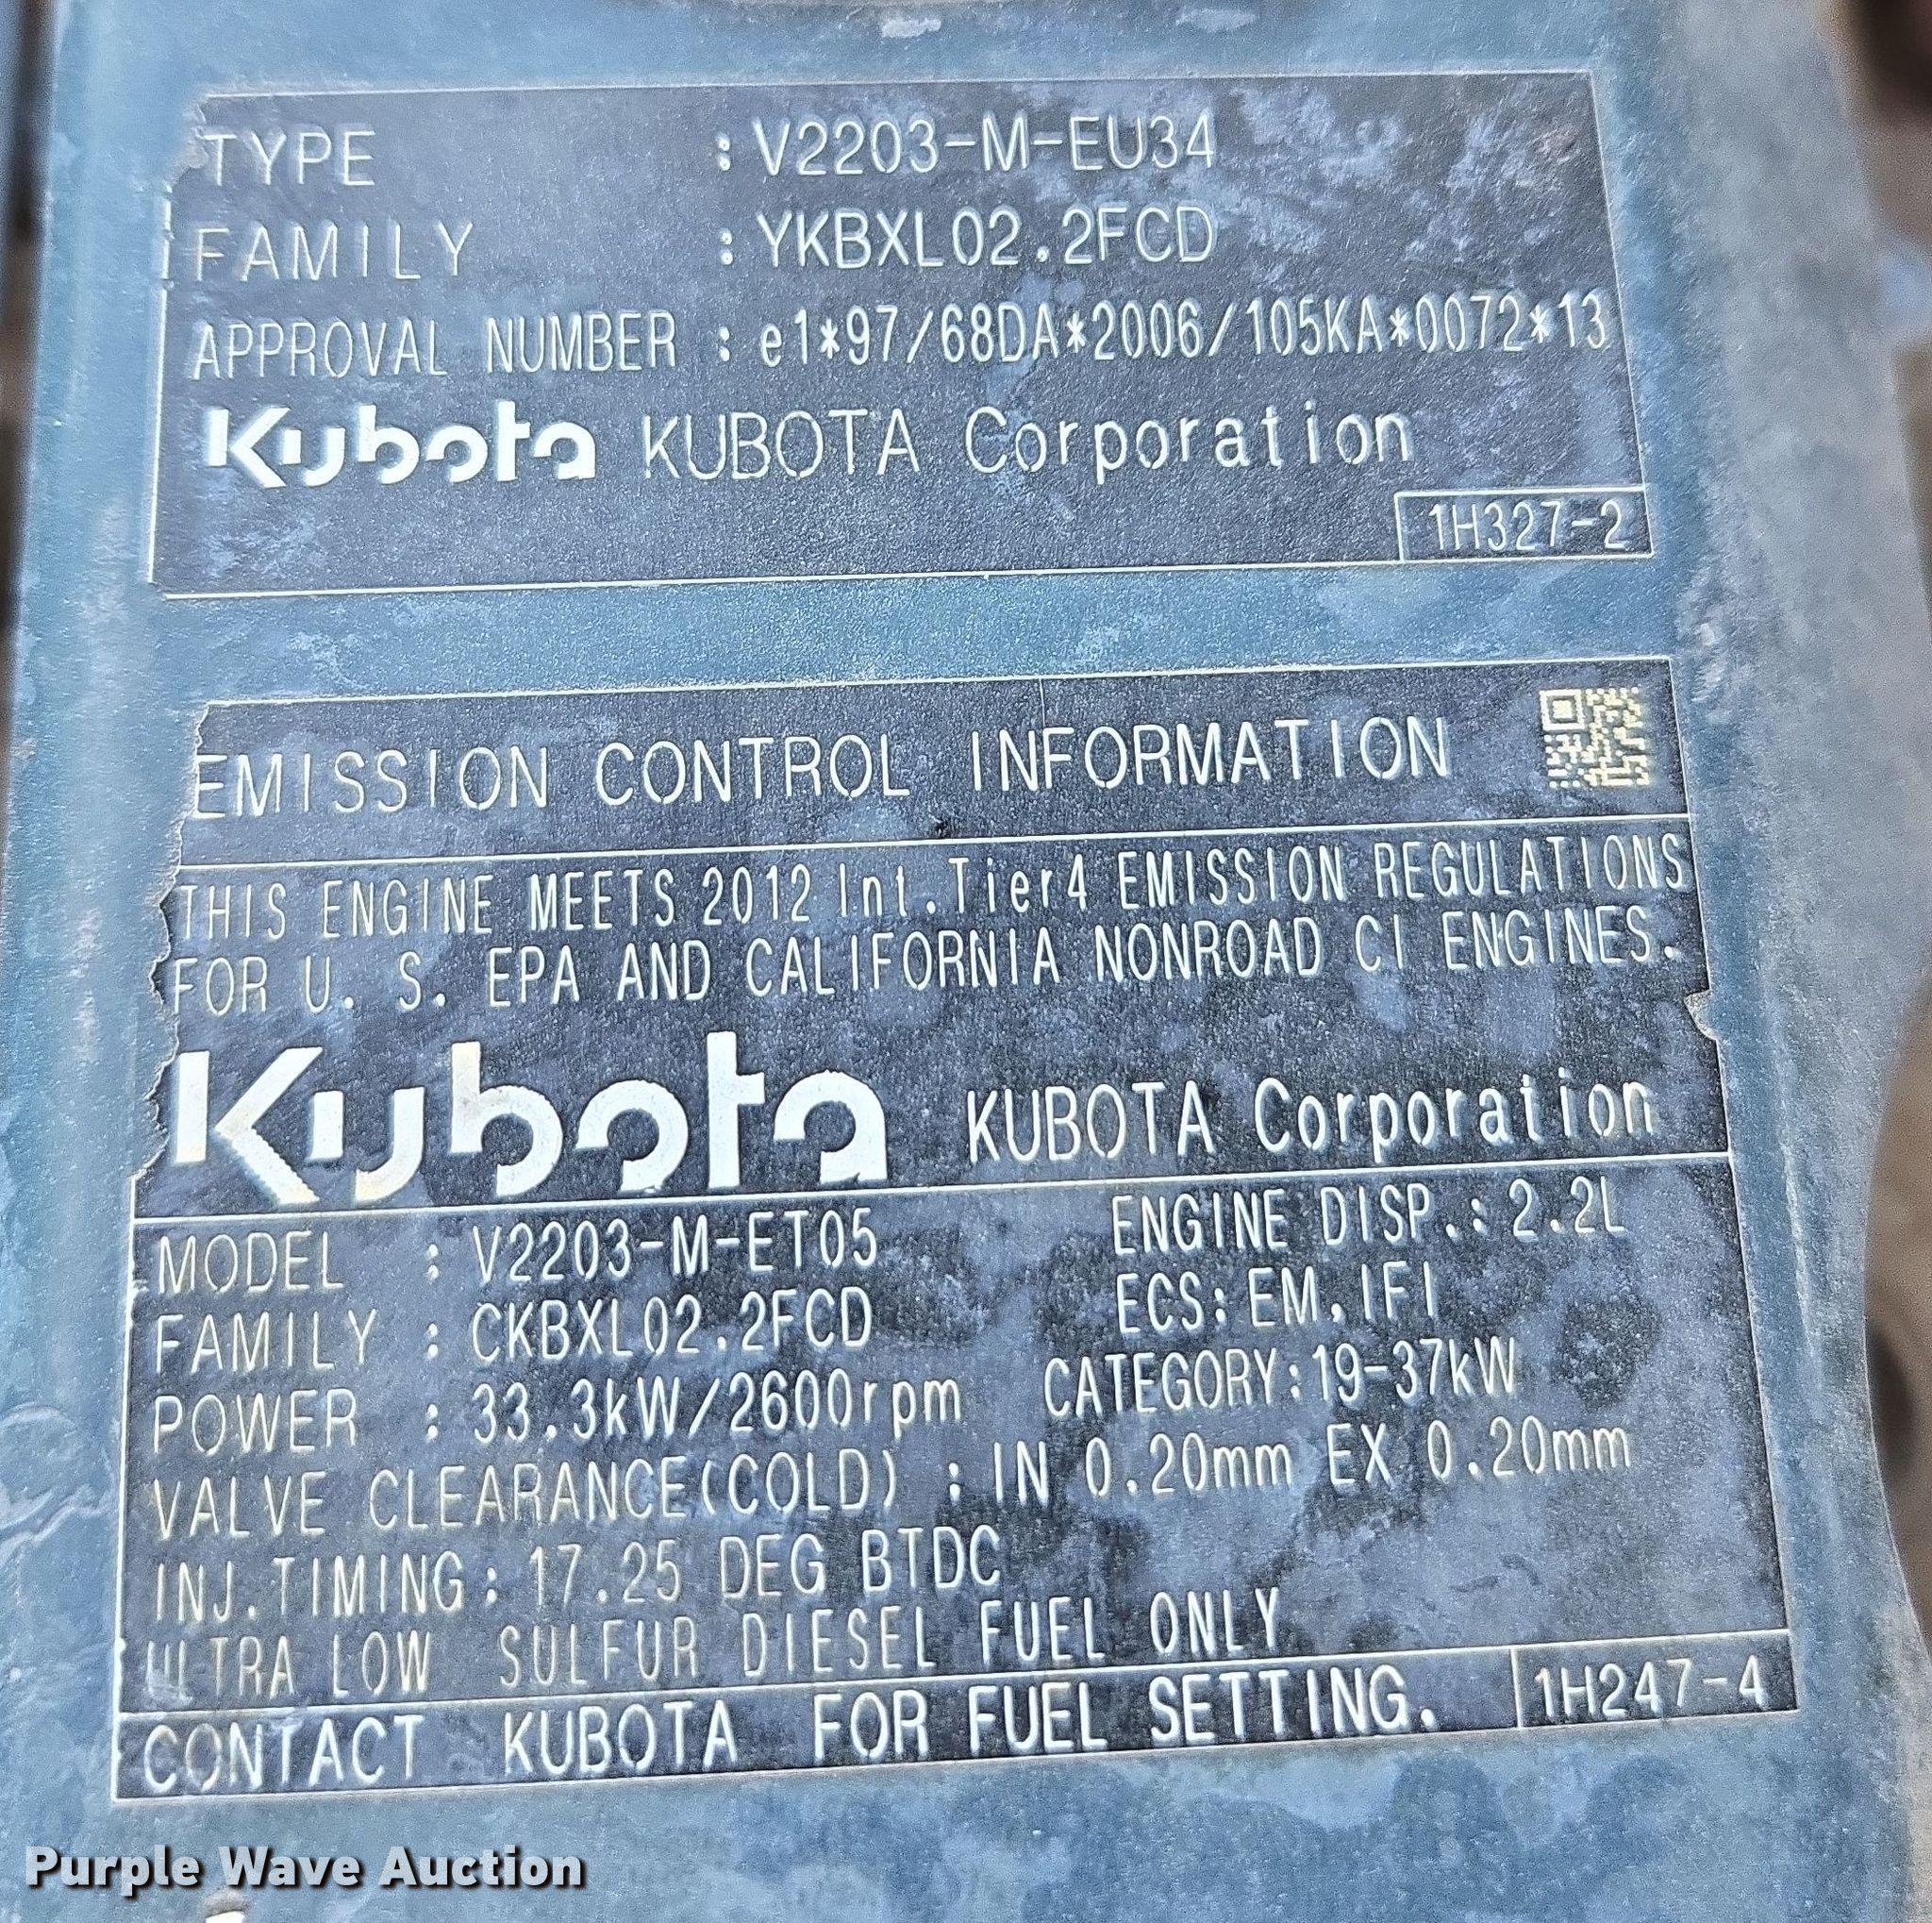 TYPE : V2203-M-EU34
FAMILY : YKBXL02.2FCD
APPROVAL NUMBER : e1*97/68DA*2006/105KA*0072*13
Kubota KUBOTA Corporation
1H327-2
EMISSION CONTROL INFORMATION
THIS ENGINE MEETS 2012 Int.Tier4 EMISSION REGULATIONS
FOR U. S. EPA AND CALIFORNIA NONROAD CI ENGINES.
Kubota KUBOTA Corporation
MODEL : V2203-M-ET05 ENGINE DISP.: 2.2L
FAMILY : CKBXL02.2FCD ECS: EM,IFI
POWER : 33.3kW/2600rpm CATEGORY:19-37kW
VALVE CLEARANCE(COLD) : IN 0.20mm EX 0.20mm
INJ.TIMING: 17.25 DEG BTDC
ULTRA LOW SULFUR DIESEL FUEL ONLY
CONTACT KUBOTA FOR FUEL SETTING. 1H247-4
Purple Wave Auction